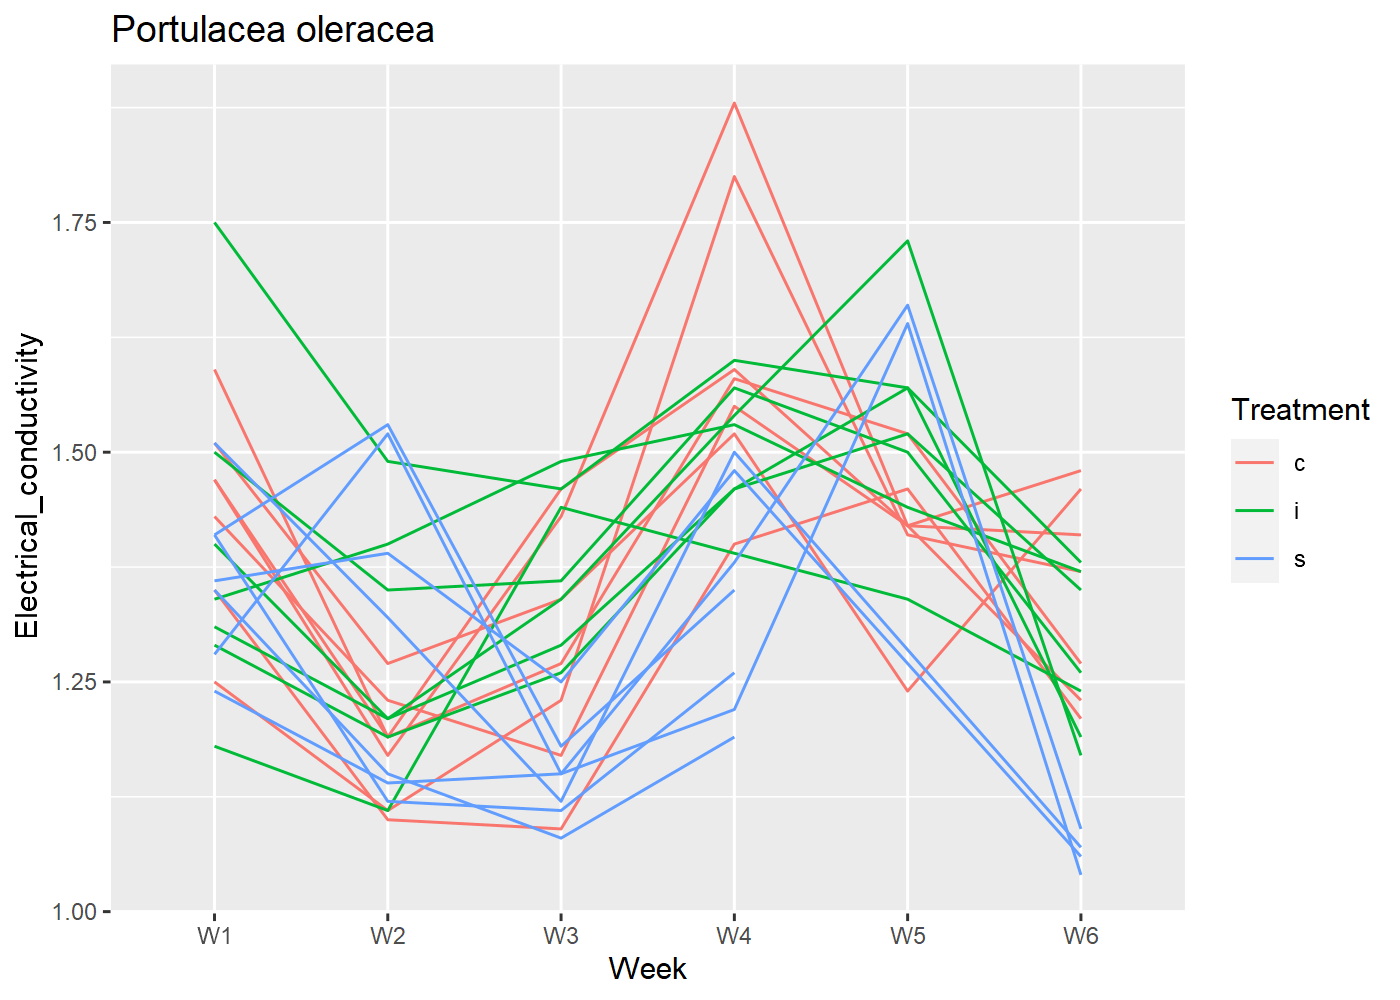 Portulacea oleracea
Electrical_conductivity
1.75
1.50
1.25
1.00
W1 W2 W3 W4 W5 W6
Week
Treatment
c
i
s